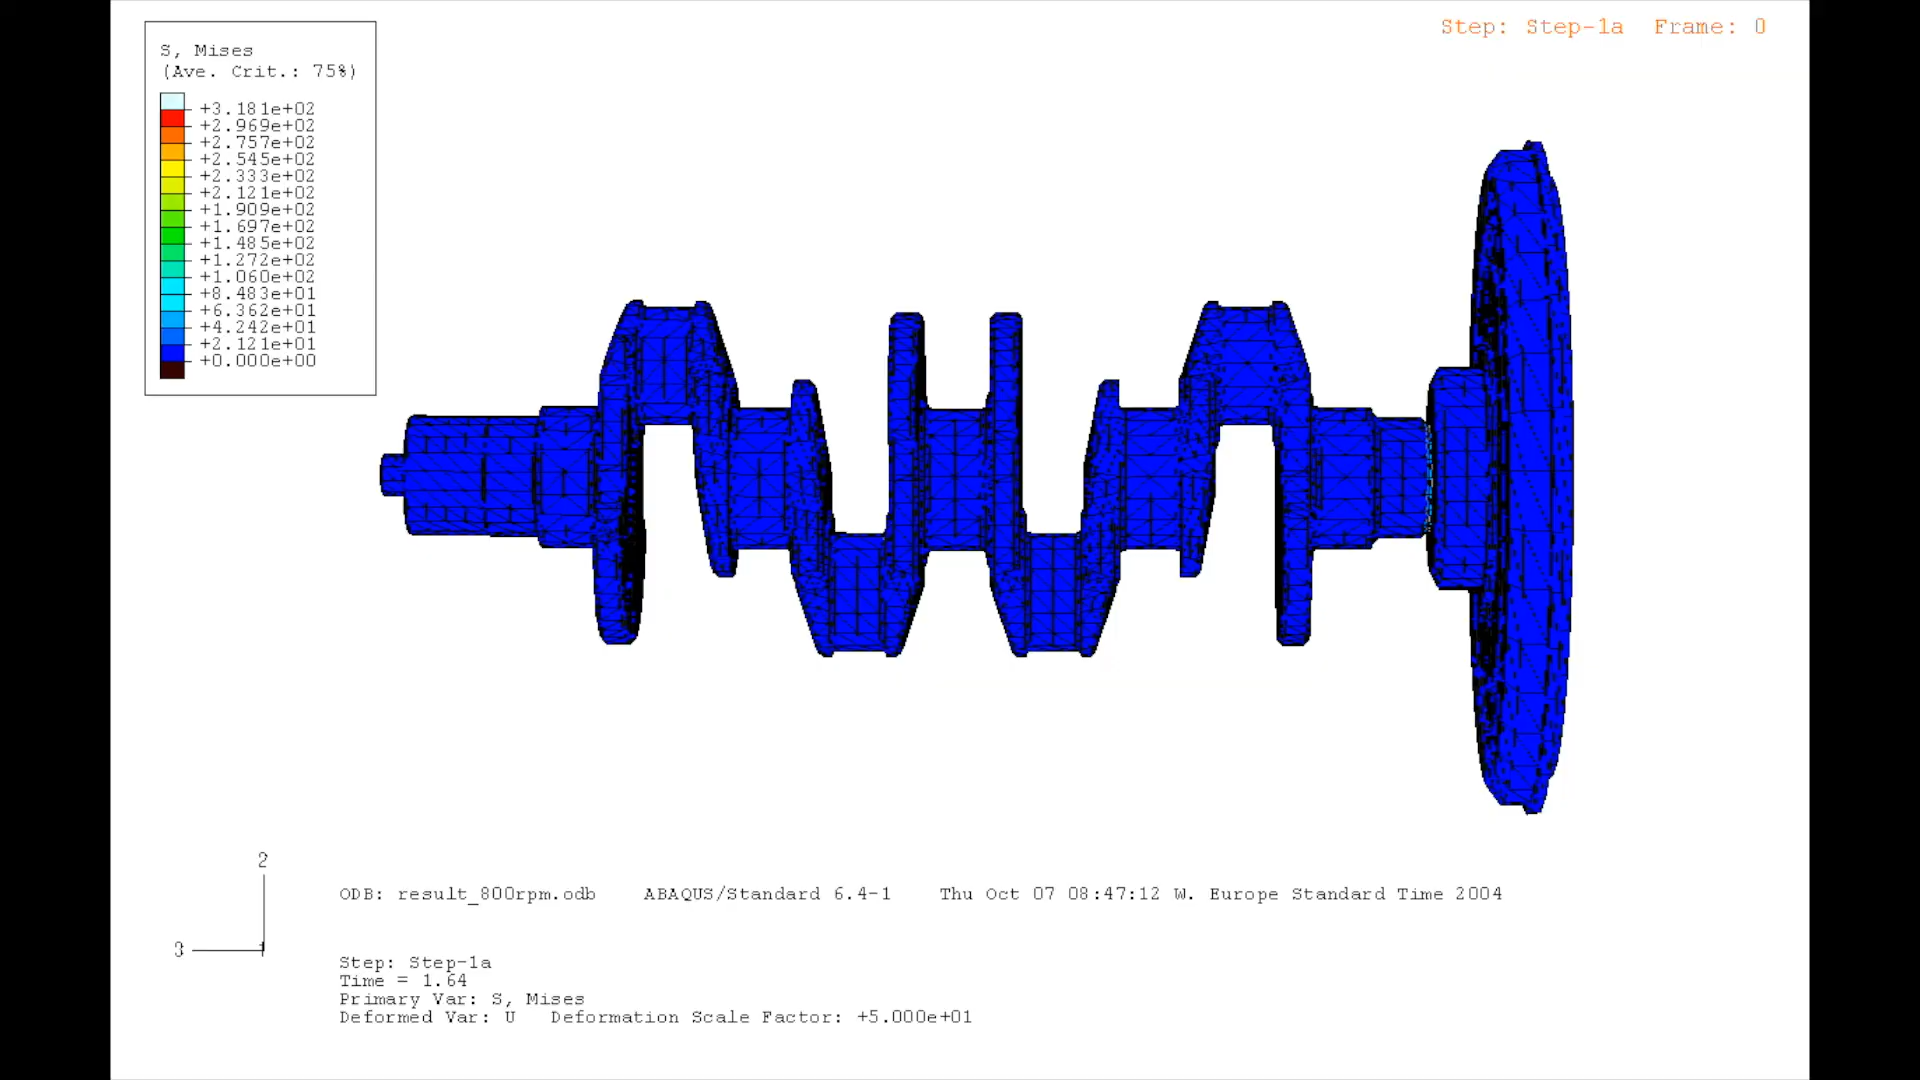 Step: Step-1a Frame: 0
S, Mises
(Ave. Crit.: 75%)
+3.181e+02
+2.969e+02
+2.757e+02
+2.545e+02
+2.333e+02
+2.121e+02
+1.909e+02
+1.697e+02
+1.485e+02
+1.272e+02
+1.060e+02
+8.483e+01
+6.362e+01
+4.242e+01
+2.121e+01
+0.000e+00
2
3
1
ODB: result_800rpm.odb ABAQUS/Standard 6.4-1 Thu Oct 07 08:47:12 W. Europe Standard Time 2004
Step: Step-1a
Time = 1.64
Primary Var: S, Mises
Deformed Var: U Deformation Scale Factor: +5.000e+01